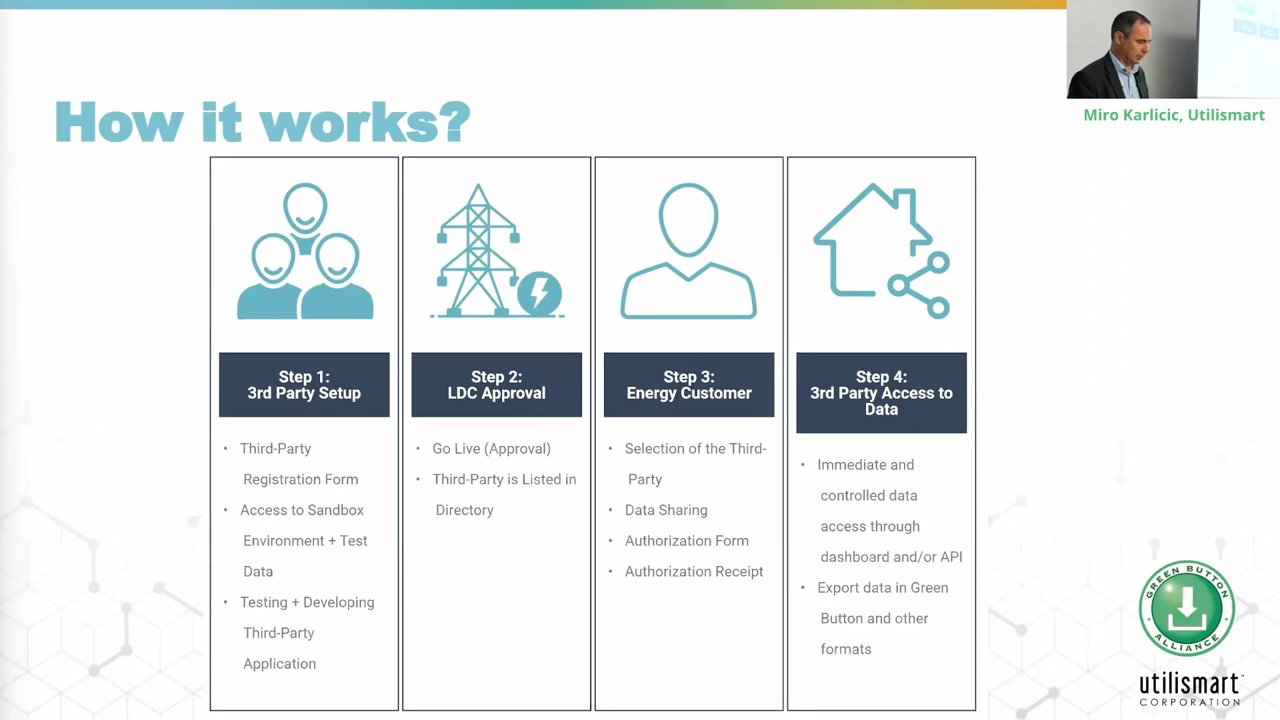 How it works?
Miro Karlicic, Utilismart
Step 1:
3rd Party Setup
• Third-Party
Registration Form
• Access to Sandbox
Environment + Test
Data
• Testing + Developing
Third-Party
Application
Step 2:
LDC Approval
• Go Live (Approval)
• Third-Party is Listed in
Directory
Step 3:
Energy Customer
• Selection of the Third-
Party
• Data Sharing
• Authorization Form
• Authorization Receipt
Step 4:
3rd Party Access to
Data
• Immediate and
controlled data
access through
dashboard and/or API
• Export data in Green
Button and other
formats
GREEN BUTTON
ALLIANCE
utilismart
CORPORATION